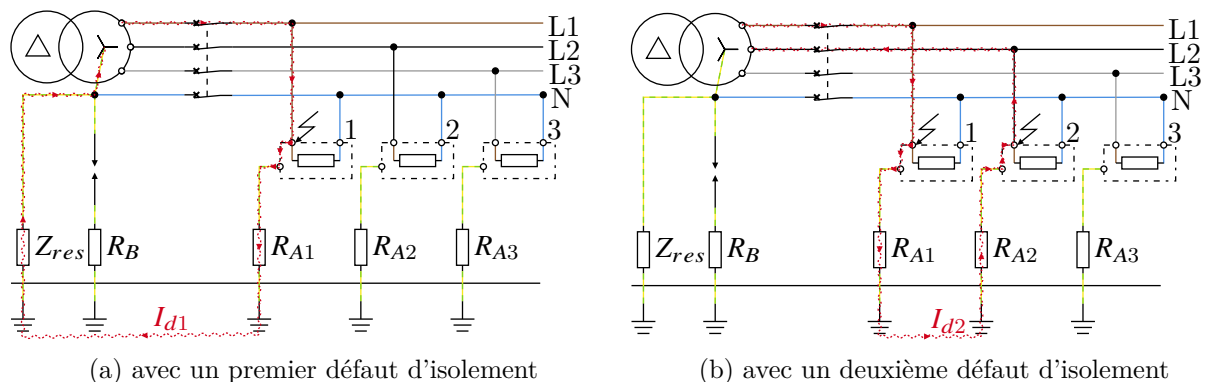 L1
L2
L3
N
1 2 3
Z_res R_B R_A1 R_A2 R_A3
I_d1
(a) avec un premier défaut d'isolement
L1
L2
L3
N
1 2 3
Z_res R_B R_A1 R_A2 R_A3
I_d2
(b) avec un deuxième défaut d'isolement